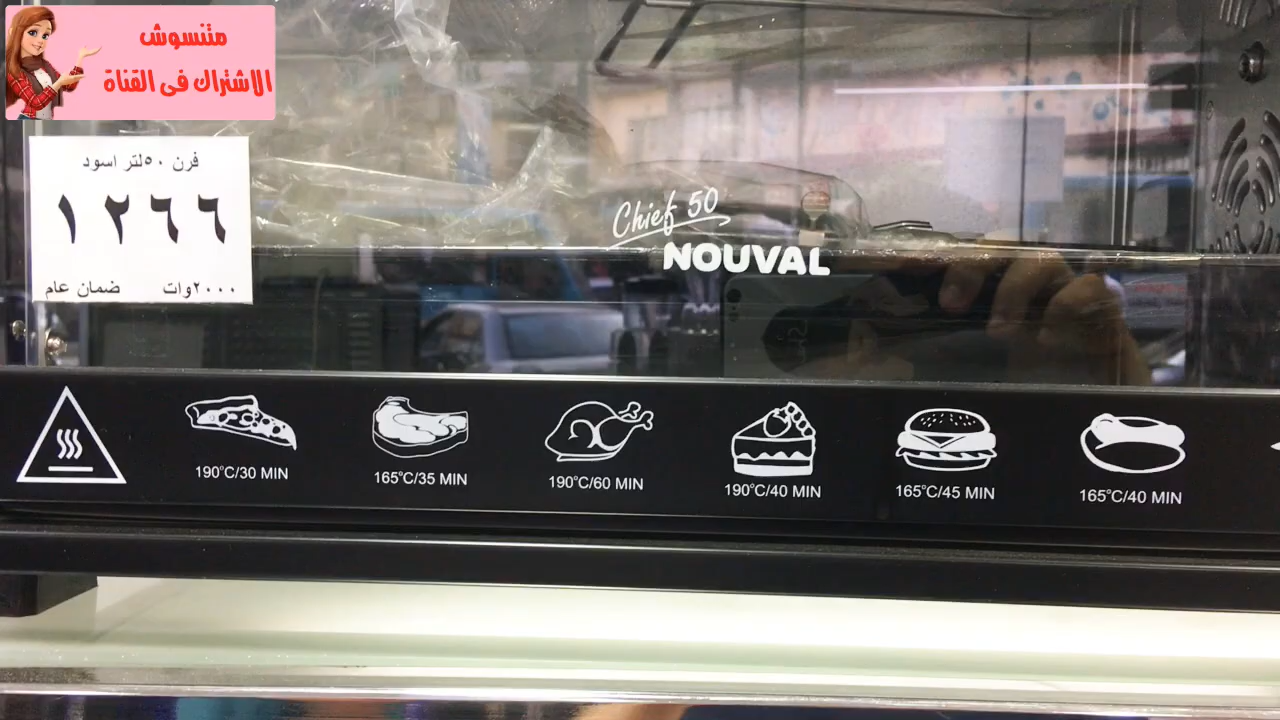 متنسوش
الاشتراك فى القناة
فرن ٥٠لتر اسود
١٢٦٦
٢٠٠٠وات ضمان عام
Chief 50
NOUVAL
190°C/30 MIN
165°C/35 MIN
190°C/60 MIN
190°C/40 MIN
165°C/45 MIN
165°C/40 MIN